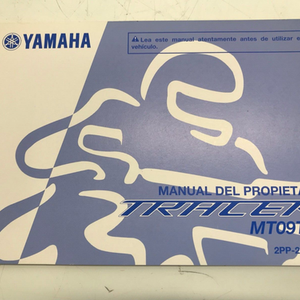 YAMAHA
⚠ Lea este manual atentamente antes de utilizar
vehículo.
MANUAL DEL PROPIETA
TRACER
MT09T
2PP-2